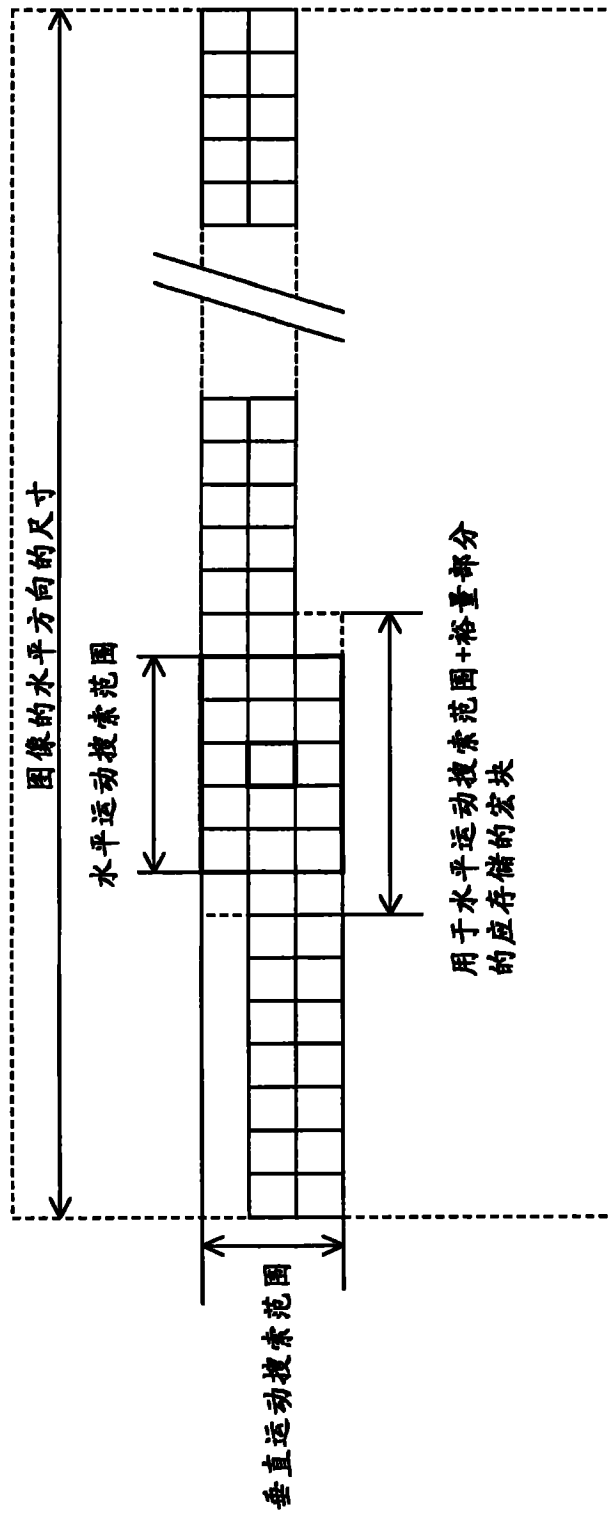 图像的水平方向的尺寸
水平运动搜索范围
垂直运动搜索范围
用于水平运动搜索范围+裕量部分
的应存储的宏块